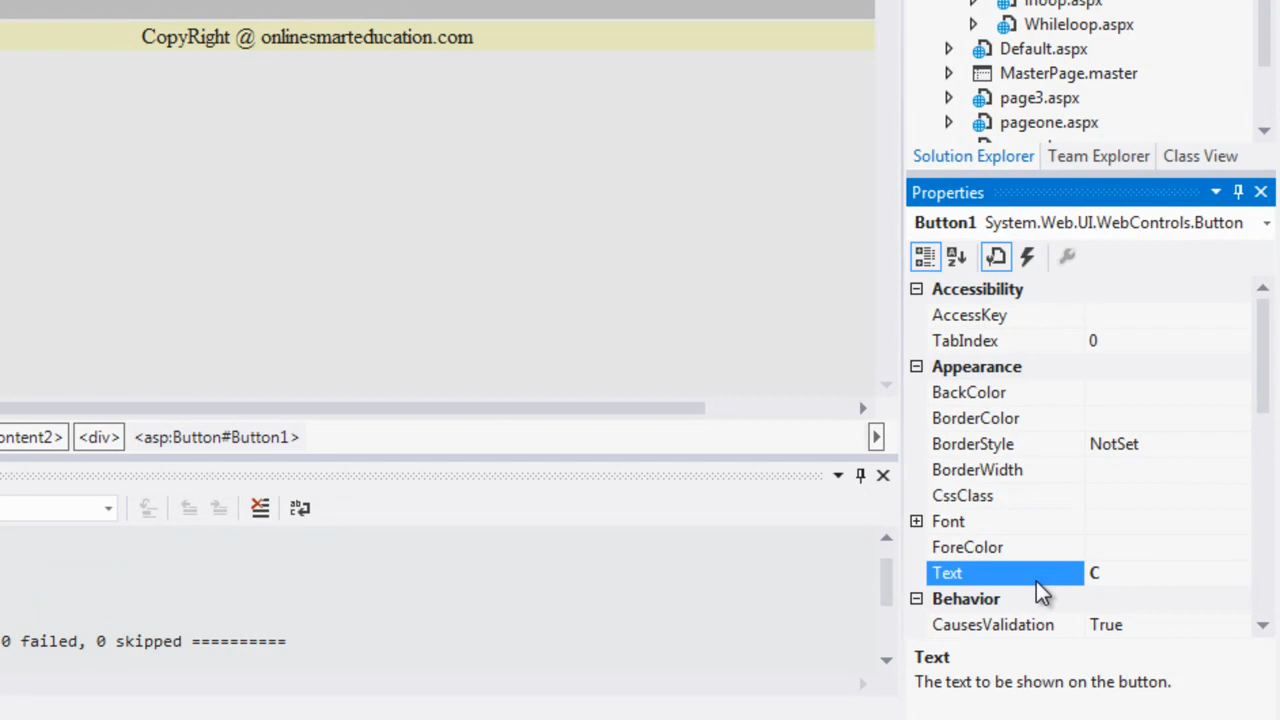 Whileloop.aspx
Default.aspx
MasterPage.master
page3.aspx
pageone.aspx
Solution Explorer Team Explorer Class View
CopyRight @ onlinesmarteducation.com
Properties
Button1 System.Web.UI.WebControls.Button
Accessibility
AccessKey
TabIndex 0
Appearance
BackColor
BorderColor
BorderStyle NotSet
BorderWidth
CssClass
Font
ForeColor
Text C
Behavior
CausesValidation True
Text
The text to be shown on the button.
ontent2> <div> <asp:Button#Button1>
0 failed, 0 skipped ==========